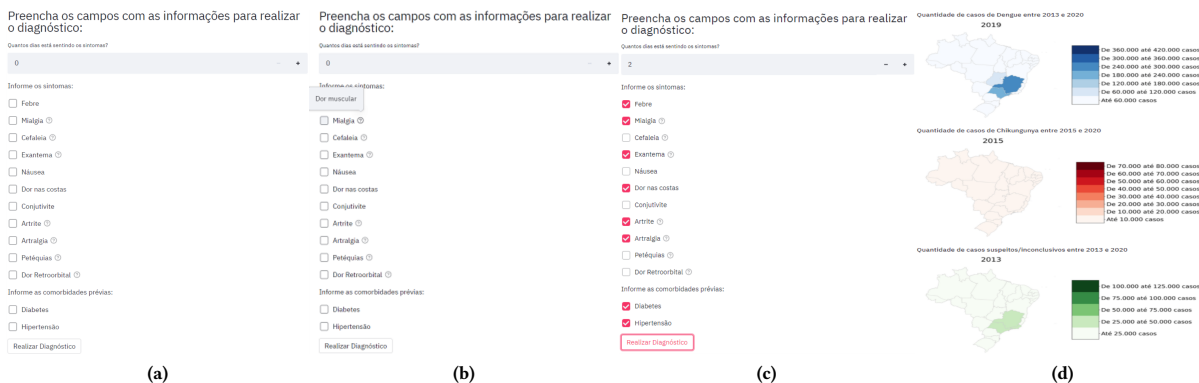 Preencha os campos com as informações para realizar
o diagnóstico:
Quantos dias está sentindo os sintomas?
0
- +
Informe os sintomas:
Febre
Mialgia
Cefaleia
Exantema
Náusea
Dor nas costas
Conjutivite
Artrite
Artralgia
Petéquias
Dor Retroorbital
Informe as comorbidades prévias:
Diabetes
Hipertensão
Realizar Diagnóstico
(a)
Preencha os campos com as informações para realizar
o diagnóstico:
Quantos dias está sentindo os sintomas?
0
- +
Informe os sintomas:
Dor muscular
Mialgia
Cefaleia
Exantema
Náusea
Dor nas costas
Conjutivite
Artrite
Artralgia
Petéquias
Dor Retroorbital
Informe as comorbidades prévias:
Diabetes
Hipertensão
Realizar Diagnóstico
(b)
Preencha os campos com as informações para realizar
o diagnóstico:
Quantos dias está sentindo os sintomas?
2
- +
Informe os sintomas:
Febre
Mialgia
Cefaleia
Exantema
Náusea
Dor nas costas
Conjutivite
Artrite
Artralgia
Petéquias
Dor Retroorbital
Informe as comorbidades prévias:
Diabetes
Hipertensão
Realizar Diagnóstico
(c)
Quantidade de casos de Dengue entre 2013 e 2020
2019
De 360.000 até 420.000 casos
De 300.000 até 360.000 casos
De 240.000 até 300.000 casos
De 180.000 até 240.000 casos
De 120.000 até 180.000 casos
De 60.000 até 120.000 casos
Até 60.000 casos
Quantidade de casos de Chikungunya entre 2015 e 2020
2015
De 70.000 até 80.000 casos
De 60.000 até 70.000 casos
De 50.000 até 60.000 casos
De 40.000 até 50.000 casos
De 30.000 até 40.000 casos
De 20.000 até 30.000 casos
De 10.000 até 20.000 casos
Até 10.000 casos
Quantidade de casos suspeitos/inconclusivos entre 2013 e 2020
2013
De 100.000 até 125.000 casos
De 75.000 até 100.000 casos
De 50.000 até 75.000 casos
De 25.000 até 50.000 casos
Até 25.000 casos
(d)